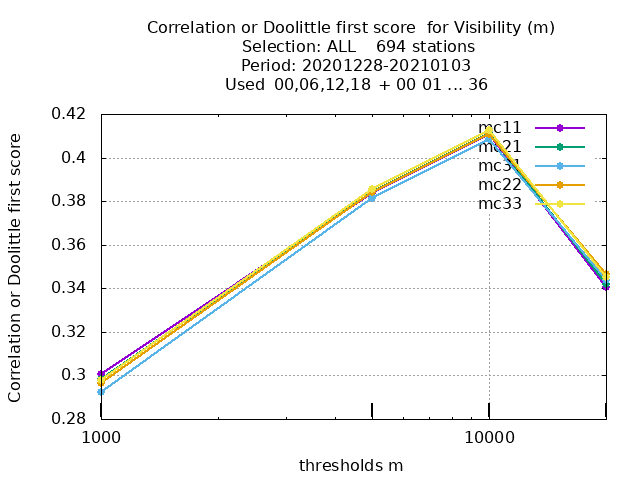 Correlation or Doolittle first score  for Visibility (m)
Selection: ALL    694 stations
Period: 20201228-20210103
Used  00,06,12,18  + 00 01 ... 36
Correlation or Doolittle first score
0.42
0.4
0.38
0.36
0.34
0.32
0.3
0.28
mc11
mc21
mc31
mc22
mc33
1000
10000
thresholds m